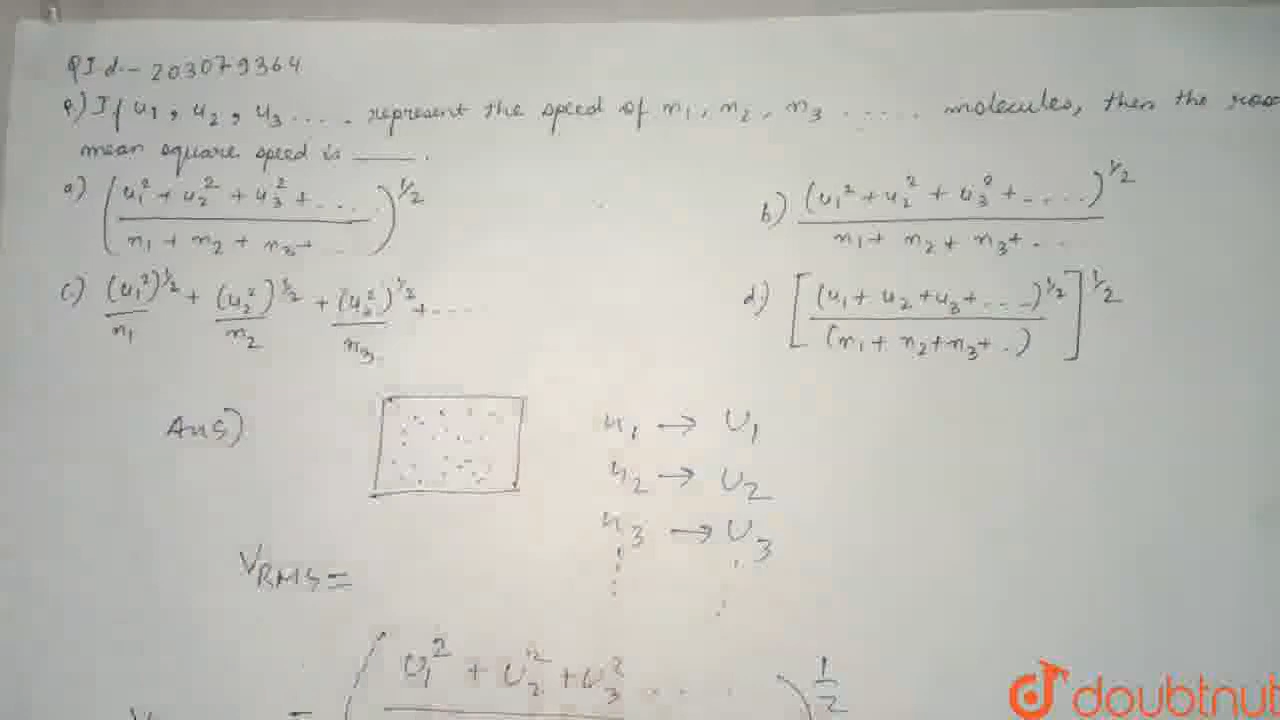 QId:- 203079364
Q.) If u₁, u₂, u₃ .... represent the speed of n₁, n₂, n₃ ..... molecules, then the root
mean square speed is ____.
a) ((u₁² + u₂² + u₃² + ....) / (n₁ + n₂ + n₃ + ..))^1/2
b) (u₁² + u₂² + u₃² + -...)^1/2 / (n₁ + n₂ + n₃ + ..)
c.) (u₁²)^1/2 / n₁ + (u₂²)^1/2 / n₂ + (u₃²)^1/2 / n₃ + ....
d) [(u₁ + u₂ + u₃ + ....)^1/2 / (n₁ + n₂ + n₃ + .)]^1/2
Ans)
n₁ → U₁
n₂ → U₂
n₃ → U₃
V_RMS =
= (U₁² + U₂² + U₃² ....)^1/2
doubtnut